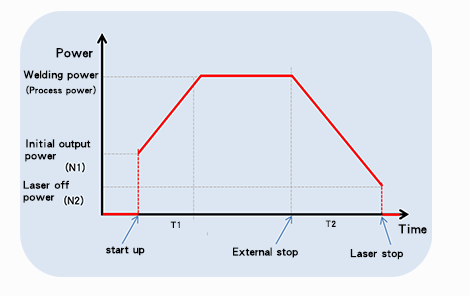 Power
Welding power
(Process power)
Initial output
power
(N1)
Laser off
power (N2)
T1
T2
Time
start up
External stop
Laser stop